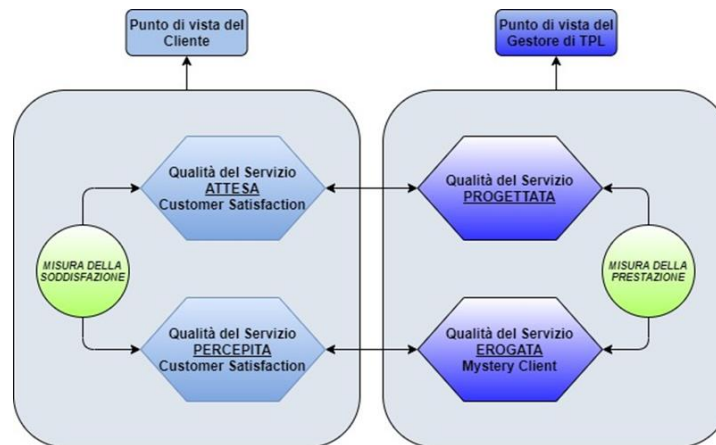 Punto di vista del
Cliente
Punto di vista del
Gestore di TPL
Qualità del Servizio
ATTESA
Customer Satisfaction
Qualità del Servizio
PROGETTATA
MISURA DELLA
SODDISFAZIONE
MISURA DELLA
PRESTAZIONE
Qualità del Servizio
PERCEPITA
Customer Satisfaction
Qualità del Servizio
EROGATA
Mystery Client